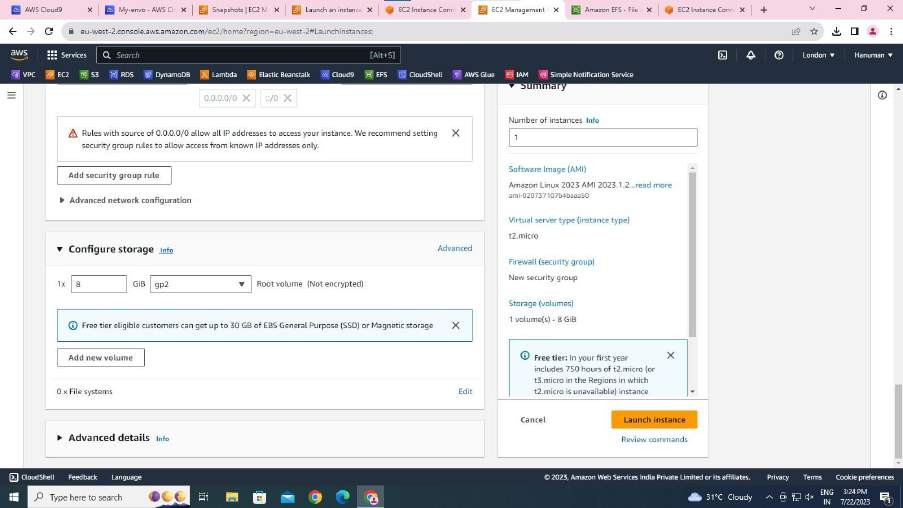 AWS Cloud9
My-envo - AWS Cl
Snapshots | EC2 M
Launch an instance
EC2 Instance Conn
EC2 Management
Amazon EFS - File
EC2 Instance Conn
eu-west-2.console.aws.amazon.com/ec2/home?region=eu-west-2#LaunchInstances:
aws
Services
Search
[Alt+S]
London
Hanuman
VPC
EC2
S3
RDS
DynamoDB
Lambda
Elastic Beanstalk
Cloud9
EFS
CloudShell
AWS Glue
IAM
Simple Notification Service
0.0.0.0/0
::/0
Rules with source of 0.0.0.0/0 allow all IP addresses to access your instance. We recommend setting
security group rules to allow access from known IP addresses only.
Add security group rule
Advanced network configuration
Configure storage Info
Advanced
1x 8 GiB gp2 Root volume (Not encrypted)
Free tier eligible customers can get up to 30 GB of EBS General Purpose (SSD) or Magnetic storage
Add new volume
0 x File systems
Edit
Advanced details Info
Summary
Number of instances Info
1
Software Image (AMI)
Amazon Linux 2023 AMI 2023.1.2...read more
Virtual server type (instance type)
t2.micro
Firewall (security group)
New security group
Storage (volumes)
1 volume(s) - 8 GiB
Free tier: In your first year
includes 750 hours of t2.micro (or
t3.micro in the Regions in which
t2.micro is unavailable) instance
Cancel
Launch instance
Review commands
CloudShell
Feedback
Language
© 2023, Amazon Web Services India Private Limited or its affiliates.
Privacy
Terms
Cookie preferences
Type here to search
31°C Cloudy
ENG
IN
3:24 PM
7/22/2023